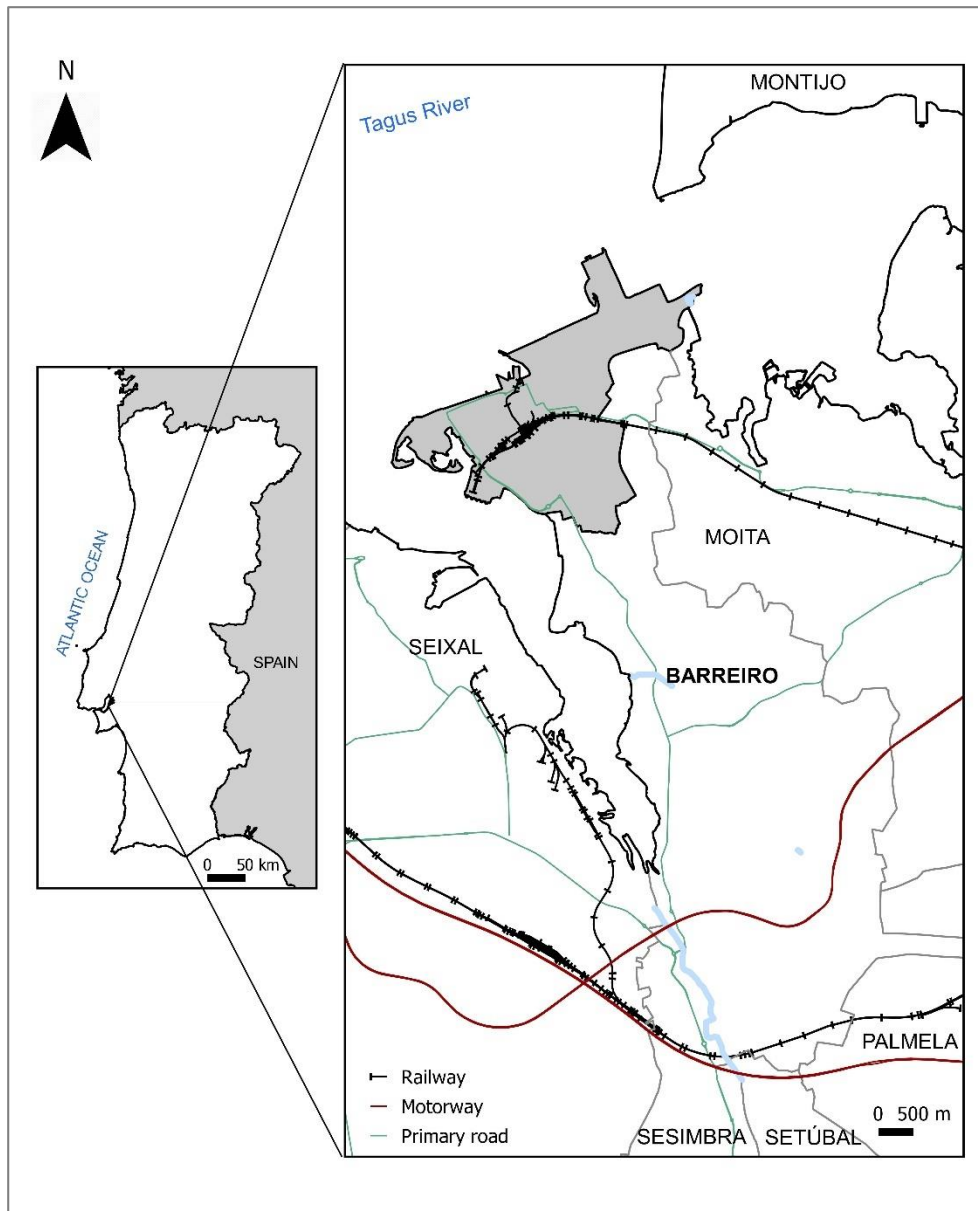 N
ATLANTIC OCEAN
SPAIN
0 50 km
Tagus River
MONTIJO
MOITA
SEIXAL
BARREIRO
PALMELA
SESIMBRA
SETÚBAL
Railway
Motorway
Primary road
0 500 m